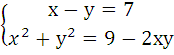 x − y = 7
x² + y² = 9 − 2xy